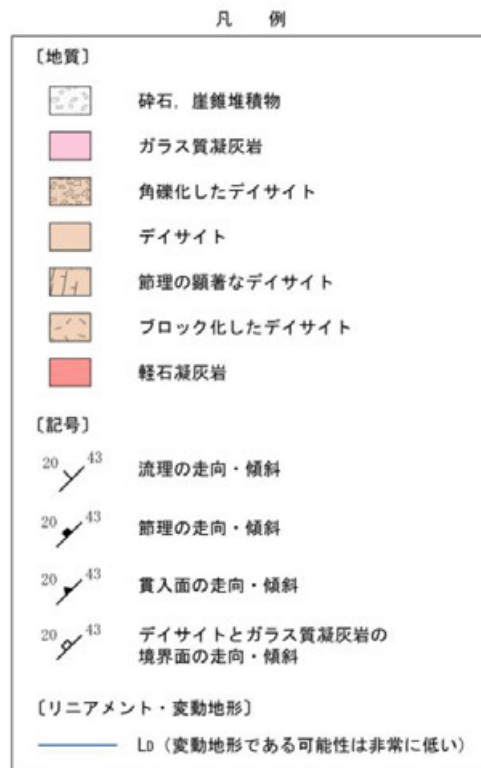 凡　例
〔地質〕
砕石，崖錐堆積物
ガラス質凝灰岩
角礫化したデイサイト
デイサイト
節理の顕著なデイサイト
ブロック化したデイサイト
軽石凝灰岩
〔記号〕
20 43 流理の走向・傾斜
20 43 節理の走向・傾斜
20 43 貫入面の走向・傾斜
20 43 デイサイトとガラス質凝灰岩の
境界面の走向・傾斜
〔リニアメント・変動地形〕
LD（変動地形である可能性は非常に低い）